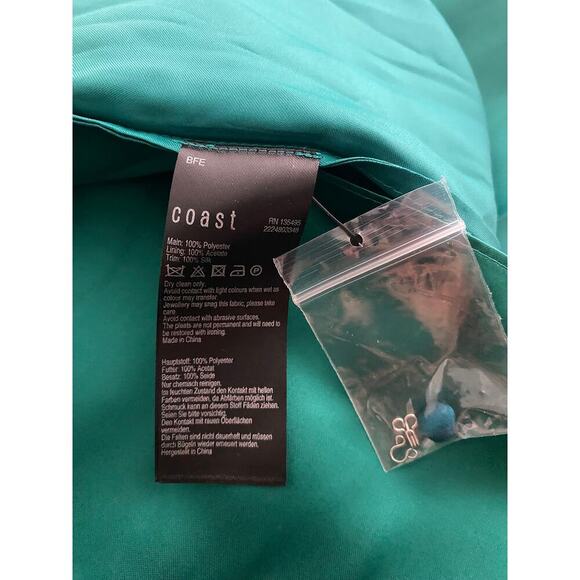 BFE
coast
RN 135495
2224803348
Main: 100% Polyester
Lining: 100% Acetate
Trim: 100% Silk
Dry clean only.
Avoid contact with light colours when wet as
colour may transfer.
Jewellery may snag this fabric, please take
care.
Avoid contact with abrasive surfaces.
The pleats are not permanent and will need
to be restored with ironing.
Made in China
Hauptstoff: 100% Polyester
Futter: 100% Acetat
Besatz: 100% Seide
Nur chemisch reinigen.
Im feuchten Zustand den Kontakt mit hellen
Farben vermeiden, da Abfärben möglich ist.
Schmuck kann an diesem Stoff Fäden ziehen.
Seien Sie bitte vorsichtig.
Den Kontakt mit neuen Oberflächen
vermeiden.
Die Falten sind nicht dauerhaft und müssen
durch Bügeln wieder erneuert werden.
Hergestellt in China